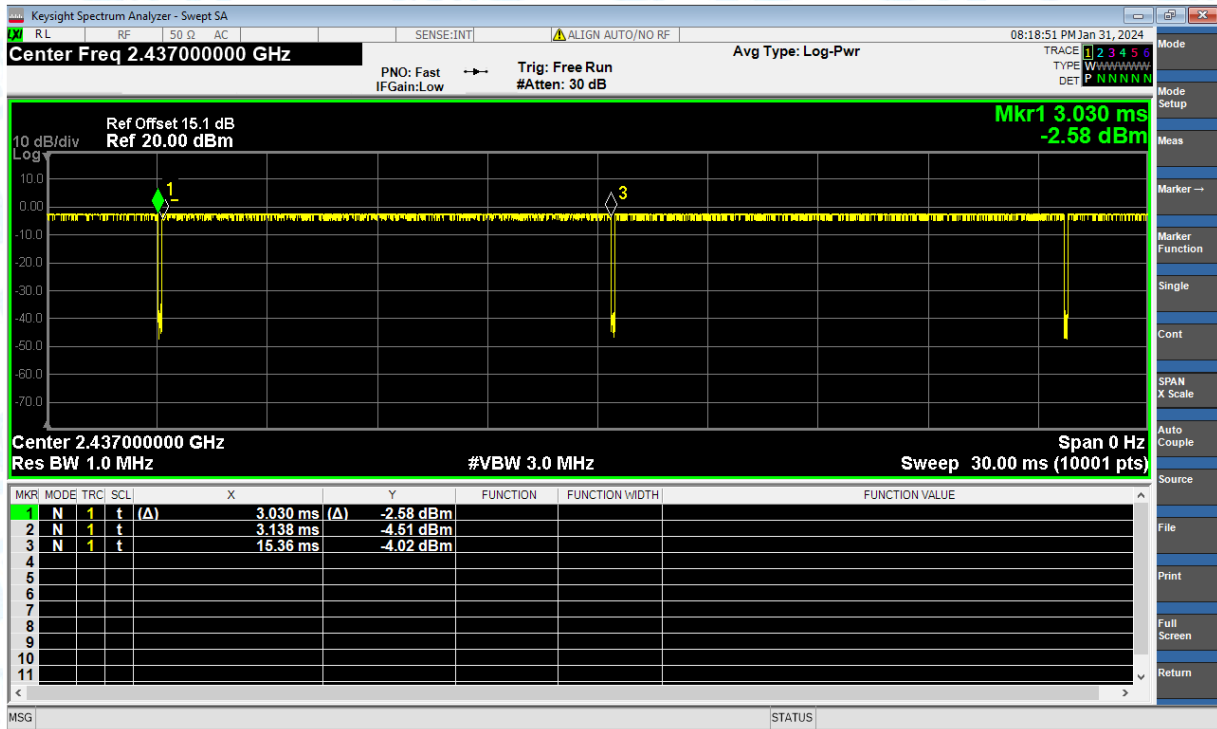 Keysight Spectrum Analyzer - Swept SA
LXI RL RF 50 Ω AC SENSE:INT ALIGN AUTO/NO RF 08:18:51 PM Jan 31, 2024
Center Freq 2.437000000 GHz
PNO: Fast
IFGain:Low
Trig: Free Run
#Atten: 30 dB
Avg Type: Log-Pwr
TRACE 1 2 3 4 5 6
TYPE WWWWWW
DET P N N N N N
Mkr1 3.030 ms
-2.58 dBm
Ref Offset 15.1 dB
10 dB/div Ref 20.00 dBm
Log
10.0
0.00
-10.0
-20.0
-30.0
-40.0
-50.0
-60.0
-70.0
1
3
Center 2.437000000 GHz Span 0 Hz
Res BW 1.0 MHz #VBW 3.0 MHz Sweep 30.00 ms (10001 pts)
MKR MODE TRC SCL X Y FUNCTION FUNCTION WIDTH FUNCTION VALUE
1 N 1 t (Δ) 3.030 ms (Δ) -2.58 dBm
2 N 1 t 3.138 ms -4.51 dBm
3 N 1 t 15.36 ms -4.02 dBm
4
5
6
7
8
9
10
11
MSG STATUS
Mode
Mode
Setup
Meas
Marker →
Marker
Function
Single
Cont
SPAN
X Scale
Auto
Couple
Source
File
Print
Full
Screen
Return